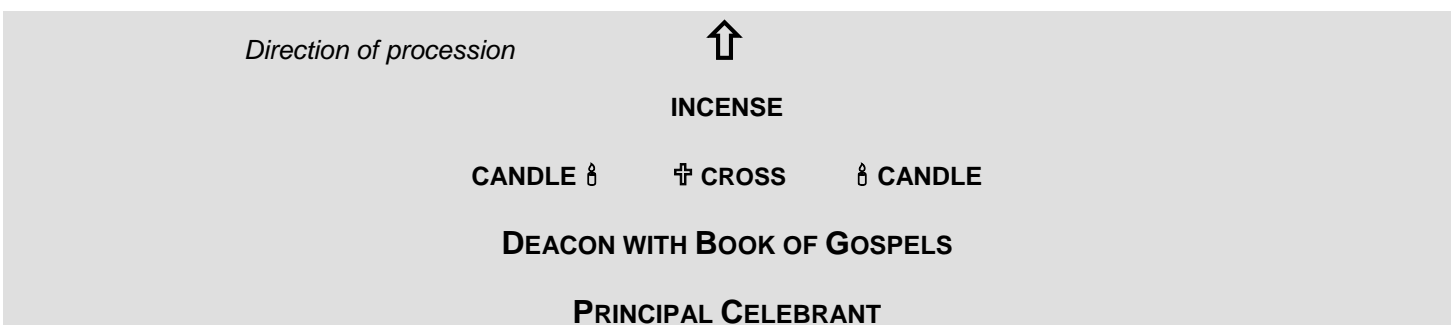 Direction of procession ⇧
INCENSE
CANDLE 🕯 ✞ CROSS 🕯 CANDLE
DEACON WITH BOOK OF GOSPELS
PRINCIPAL CELEBRANT